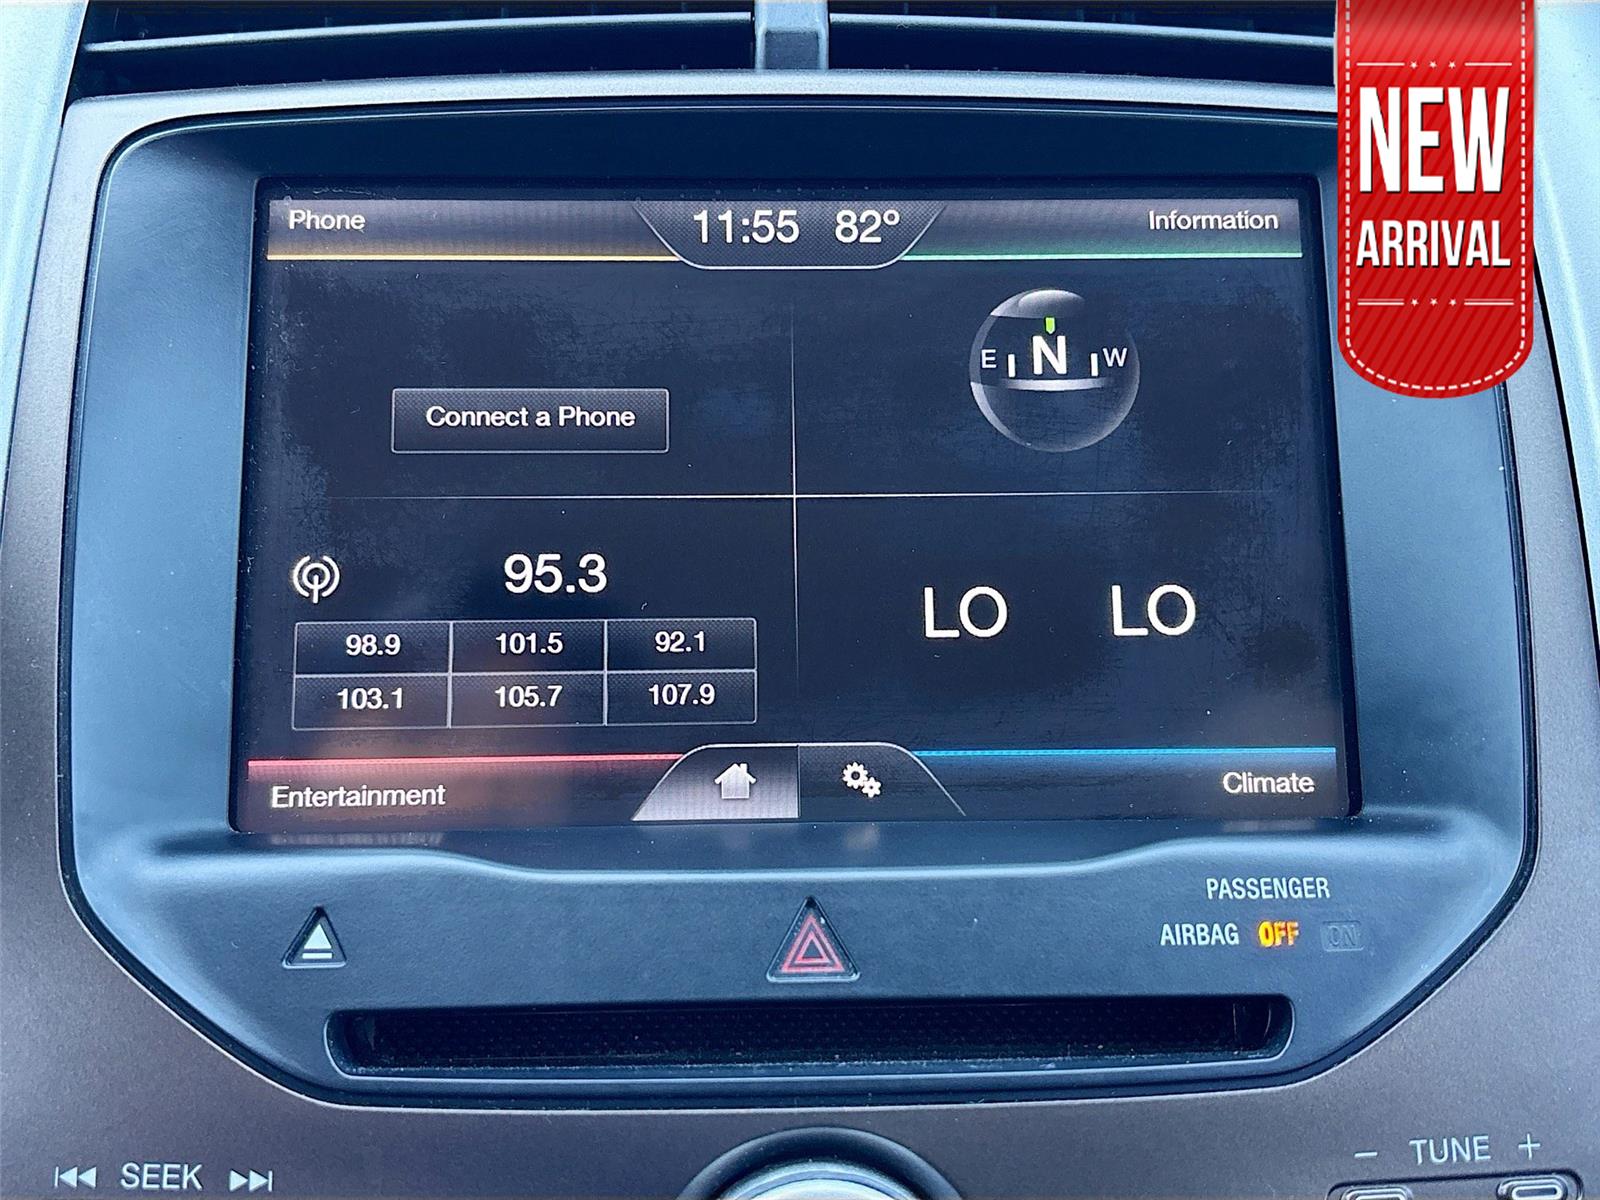 NEW
ARRIVAL
Phone
11:55 82°
Information
E N W
Connect a Phone
95.3
98.9 101.5 92.1
103.1 105.7 107.9
LO LO
Entertainment
Climate
PASSENGER
AIRBAG OFF ON
SEEK
- TUNE +